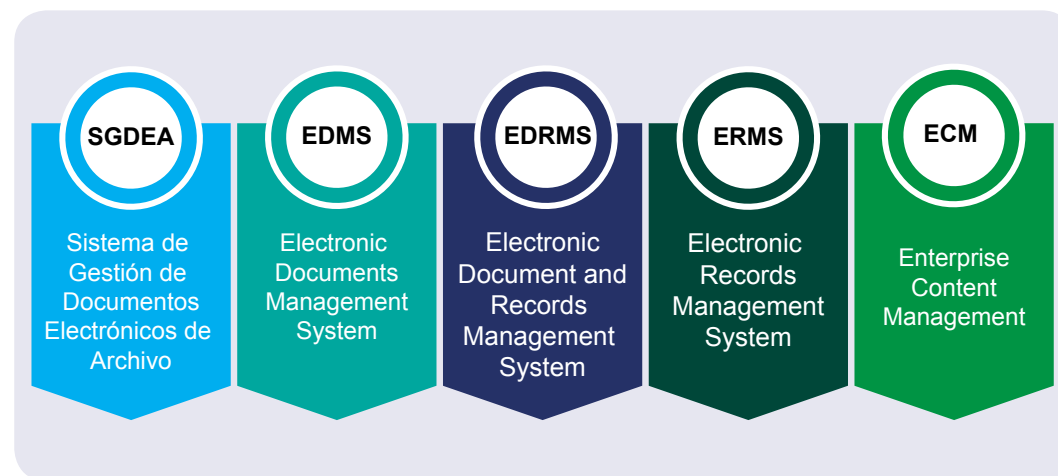 SGDEA
Sistema de
Gestión de
Documentos
Electrónicos de
Archivo
EDMS
Electronic
Documents
Management
System
EDRMS
Electronic
Document and
Records
Management
System
ERMS
Electronic
Records
Management
System
ECM
Enterprise
Content
Management